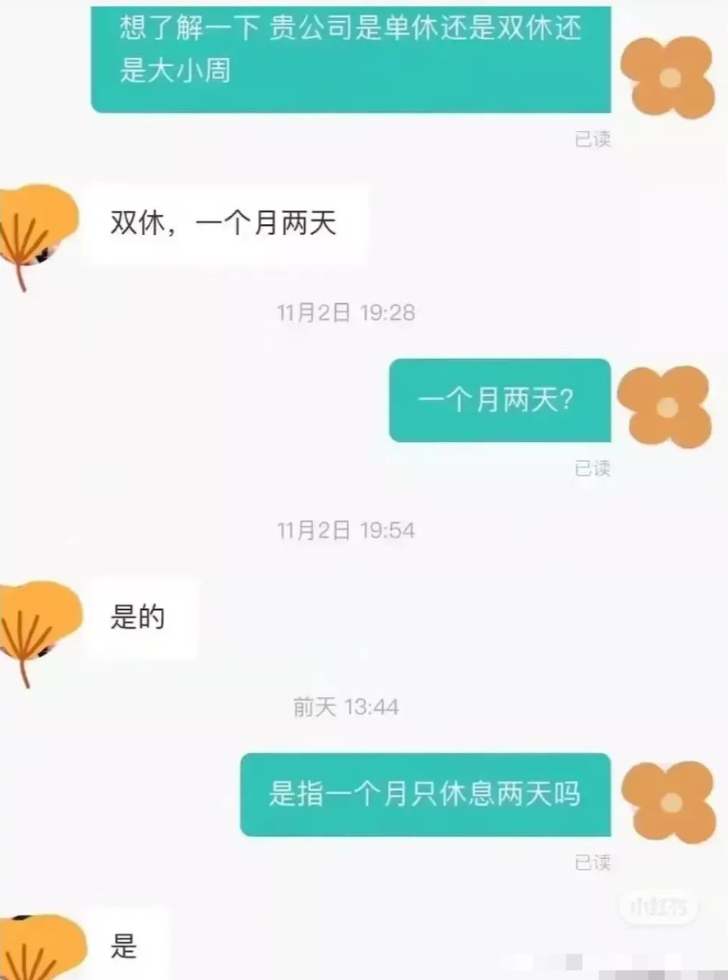 想了解一下 贵公司是单休还是双休还
是大小周
已读
双休，一个月两天
11月2日 19:28
一个月两天？
已读
11月2日 19:54
是的
前天 13:44
是指一个月只休息两天吗
已读
小红书
是